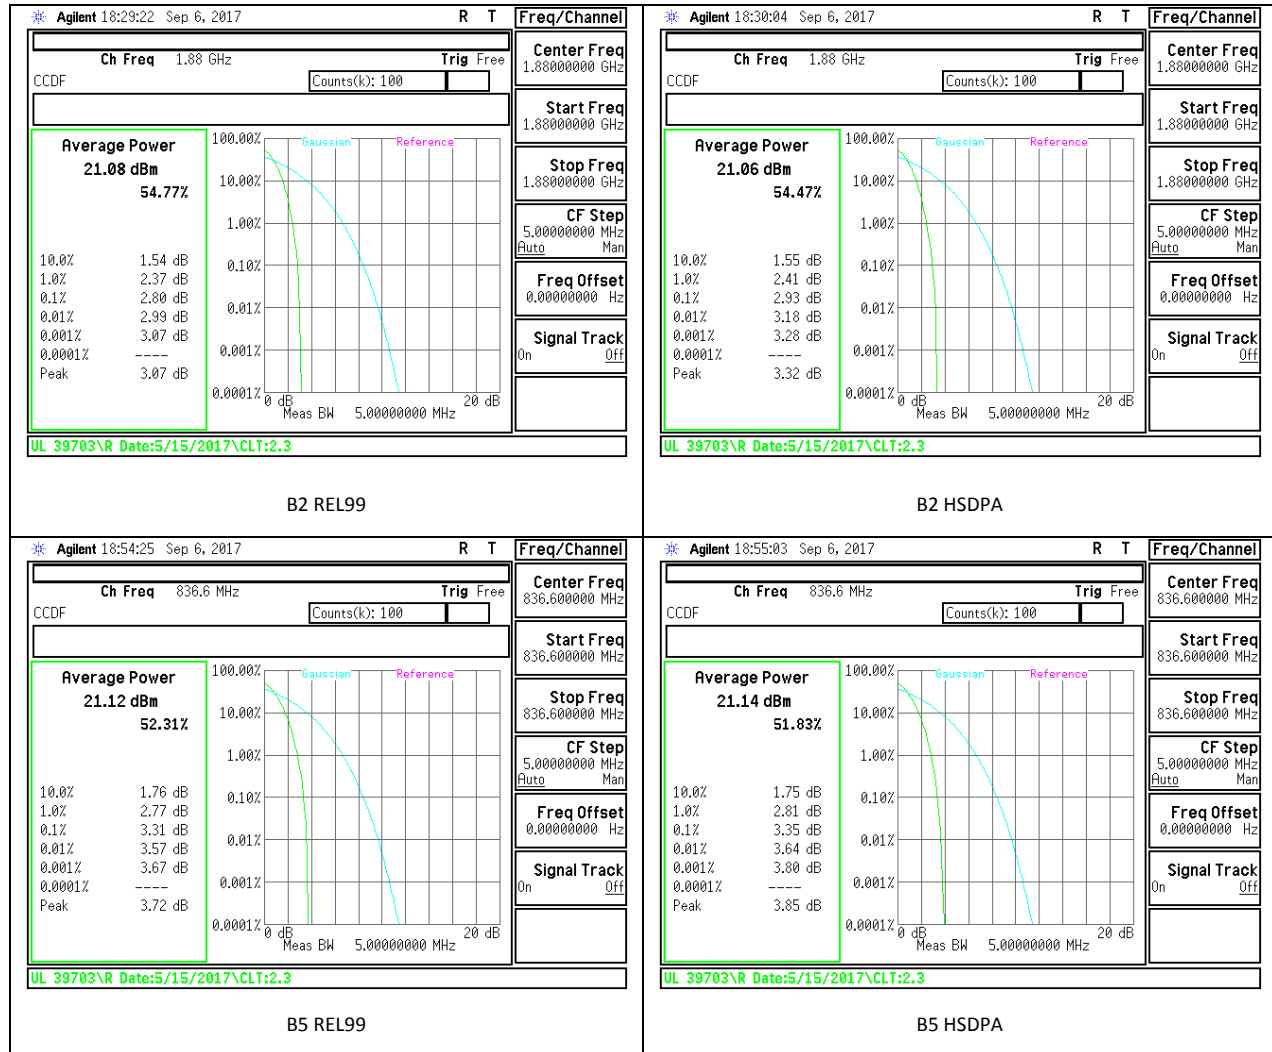 Agilent 18:29:22 Sep 6, 2017 R T Freq/Channel
Ch Freq 1.88 GHz Trig Free
CCDF Counts(k): 100
Average Power
21.08 dBm
54.77%
10.0% 1.54 dB
1.0% 2.37 dB
0.1% 2.80 dB
0.01% 2.99 dB
0.001% 3.07 dB
0.0001% ----
Peak 3.07 dB
100.00% Gaussian Reference
10.00%
1.00%
0.10%
0.01%
0.001%
0.0001%
0 dB 20 dB
Meas BW 5.00000000 MHz
Center Freq
1.88000000 GHz
Start Freq
1.88000000 GHz
Stop Freq
1.88000000 GHz
CF Step
5.00000000 MHz
Auto Man
Freq Offset
0.00000000 Hz
Signal Track
On Off
UL 39703\R Date:5/15/2017\CLT:2.3
B2 REL99
Agilent 18:30:04 Sep 6, 2017 R T Freq/Channel
Ch Freq 1.88 GHz Trig Free
CCDF Counts(k): 100
Average Power
21.06 dBm
54.47%
10.0% 1.55 dB
1.0% 2.41 dB
0.1% 2.93 dB
0.01% 3.18 dB
0.001% 3.28 dB
0.0001% ----
Peak 3.32 dB
100.00% Gaussian Reference
10.00%
1.00%
0.10%
0.01%
0.001%
0.0001%
0 dB 20 dB
Meas BW 5.00000000 MHz
Center Freq
1.88000000 GHz
Start Freq
1.88000000 GHz
Stop Freq
1.88000000 GHz
CF Step
5.00000000 MHz
Auto Man
Freq Offset
0.00000000 Hz
Signal Track
On Off
UL 39703\R Date:5/15/2017\CLT:2.3
B2 HSDPA
Agilent 18:54:25 Sep 6, 2017 R T Freq/Channel
Ch Freq 836.6 MHz Trig Free
CCDF Counts(k): 100
Average Power
21.12 dBm
52.31%
10.0% 1.76 dB
1.0% 2.77 dB
0.1% 3.31 dB
0.01% 3.57 dB
0.001% 3.67 dB
0.0001% ----
Peak 3.72 dB
100.00% Gaussian Reference
10.00%
1.00%
0.10%
0.01%
0.001%
0.0001%
0 dB 20 dB
Meas BW 5.00000000 MHz
Center Freq
836.600000 MHz
Start Freq
836.600000 MHz
Stop Freq
836.600000 MHz
CF Step
5.00000000 MHz
Auto Man
Freq Offset
0.00000000 Hz
Signal Track
On Off
UL 39703\R Date:5/15/2017\CLT:2.3
B5 REL99
Agilent 18:55:03 Sep 6, 2017 R T Freq/Channel
Ch Freq 836.6 MHz Trig Free
CCDF Counts(k): 100
Average Power
21.14 dBm
51.83%
10.0% 1.75 dB
1.0% 2.81 dB
0.1% 3.35 dB
0.01% 3.64 dB
0.001% 3.80 dB
0.0001% ----
Peak 3.85 dB
100.00% Gaussian Reference
10.00%
1.00%
0.10%
0.01%
0.001%
0.0001%
0 dB 20 dB
Meas BW 5.00000000 MHz
Center Freq
836.600000 MHz
Start Freq
836.600000 MHz
Stop Freq
836.600000 MHz
CF Step
5.00000000 MHz
Auto Man
Freq Offset
0.00000000 Hz
Signal Track
On Off
UL 39703\R Date:5/15/2017\CLT:2.3
B5 HSDPA